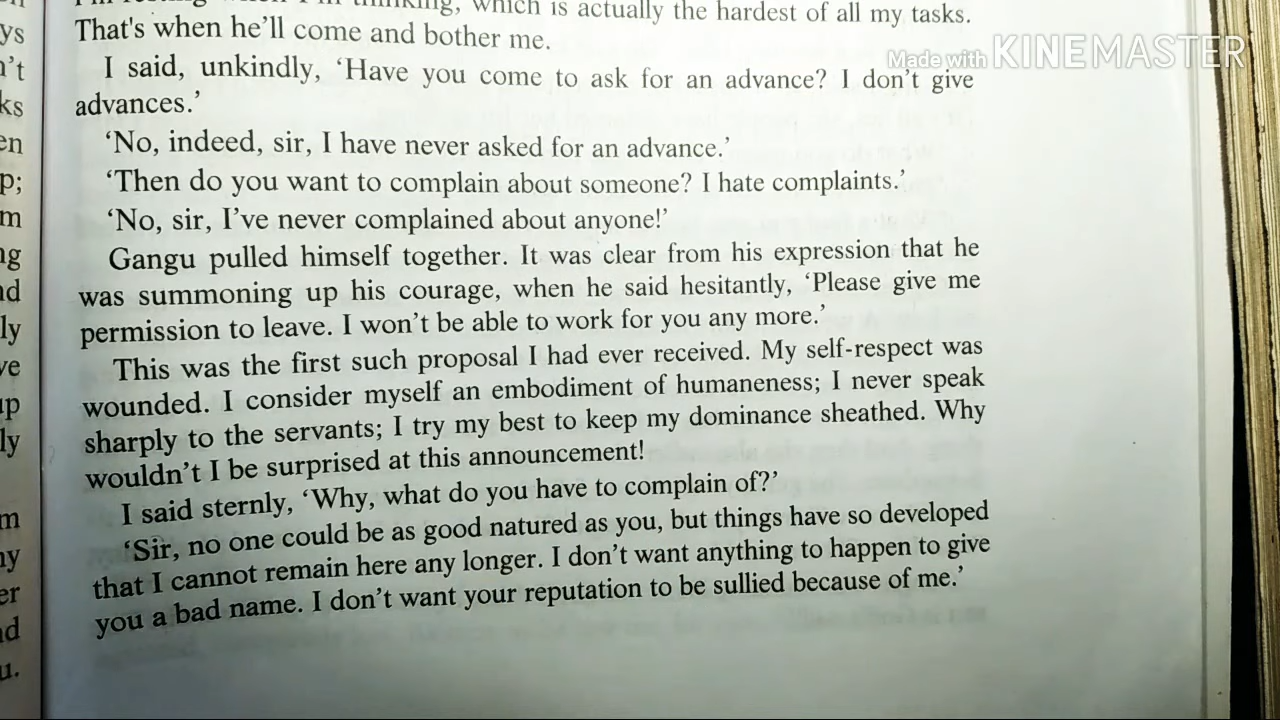 thinking, which is actually the hardest of all my tasks.
That's when he'll come and bother me.
I said, unkindly, ‘Have you come to ask for an advance? I don’t give
advances.’
‘No, indeed, sir, I have never asked for an advance.’
‘Then do you want to complain about someone? I hate complaints.’
‘No, sir, I’ve never complained about anyone!’
Gangu pulled himself together. It was clear from his expression that he
was summoning up his courage, when he said hesitantly, ‘Please give me
permission to leave. I won’t be able to work for you any more.’
This was the first such proposal I had ever received. My self-respect was
wounded. I consider myself an embodiment of humaneness; I never speak
sharply to the servants; I try my best to keep my dominance sheathed. Why
wouldn’t I be surprised at this announcement!
I said sternly, ‘Why, what do you have to complain of?’
‘Sir, no one could be as good natured as you, but things have so developed
that I cannot remain here any longer. I don’t want anything to happen to give
you a bad name. I don’t want your reputation to be sullied because of me.’
Made with KINEMASTER